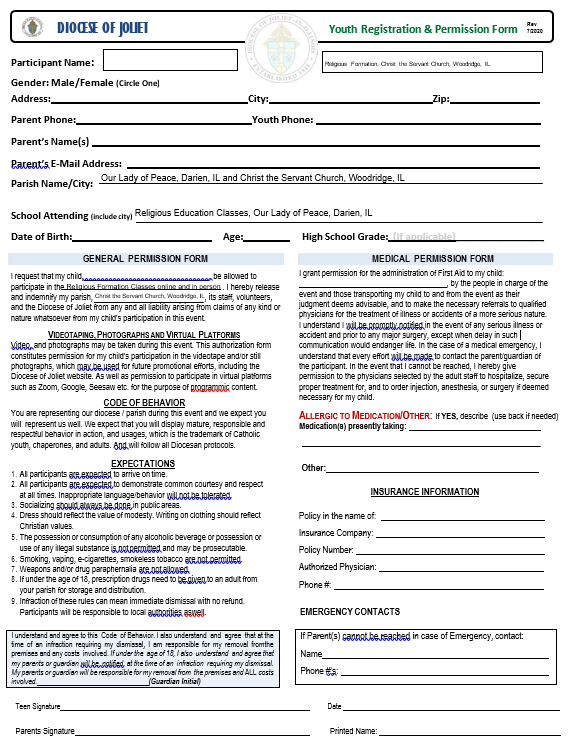 DIOCESE OF JOLIET
Youth Registration & Permission Form
Rev
7/2020
Participant Name:
Religious Formation, Christ the Servant Church, Woodridge, IL
Gender: Male/Female (Circle One)
Address: City: Zip:
Parent Phone: Youth Phone:
Parent's Name(s)
Parent's E-Mail Address:
Parish Name/City: Our Lady of Peace, Darien, IL and Christ the Servant Church, Woodridge, IL
School Attending (include city) Religious Education Classes, Our Lady of Peace, Darien, IL
Date of Birth: Age: High School Grade: (If applicable)
GENERAL PERMISSION FORM
I request that my child, be allowed to
participate in the Religious Formation Classes online and in person . I hereby release
and indemnify my parish, Christ the Servant Church, Woodridge, IL, its staff, volunteers,
and the Diocese of Joliet from any and all liability arising from claims of any kind or
nature whatsoever from my child's participation in this event.
VIDEOTAPING, PHOTOGRAPHS AND VIRTUAL PLATFORMS
Video, and photographs may be taken during this event. This authorization form
constitutes permission for my child's participation in the videotape and/or still
photographs, which may be used for future promotional efforts, including the
Diocese of Joliet website. As well as permission to participate in virtual platforms
such as Zoom, Google, Seesaw etc. for the purpose of programmic content.
CODE OF BEHAVIOR
You are representing our diocese / parish during this event and we expect you
will represent us well. We expect that you will display mature, responsible and
respectful behavior in action, and usages, which is the trademark of Catholic
youth, chaperones, and adults. And will follow all Diocesan protocols.
EXPECTATIONS
1. All participants are expected to arrive on time.
2. All participants are expected to demonstrate common courtesy and respect
at all times. Inappropriate language/behavior will not be tolerated.
3. Socializing should always be done in public areas.
4. Dress should reflect the value of modesty. Writing on clothing should reflect
Christian values.
5. The possession or consumption of any alcoholic beverage or possession or
use of any illegal substance is not permitted and may be prosecuted.
6. Smoking, vaping, e-cigarettes, smokeless tobacco are not permitted.
7. Weapons and/or drug paraphernalia are not allowed.
8. If under the age of 18, prescription drugs need to be given to an adult from
your parish for storage and distribution.
9. Infraction of these rules can mean immediate dismissal with no refund.
Participants will be responsible to local authorities aswell.
I understand and agree to this Code of Behavior. I also understand and agree that at the
time of an infraction requiring my dismissal, I am responsible for my removal fromthe
premises and any costs involved. If under the age of 18, I also understand and agree that
my parents or guardian will be notified, at the time of an infraction requiring my dismissal.
My parents or guardian will be responsible for my removal from the premises and ALL costs
involved. (Guardian Initial)
MEDICAL PERMISSION FORM
I grant permission for the administration of First Aid to my child:
, by the people in charge of the
event and those transporting my child to and from the event as their
judgment deems advisable, and to make the necessary referrals to qualified
physicians for the treatment of illness or accidents of a more serious nature.
I understand I will be promptly notified in the event of any serious illness or
accident and prior to any major surgery, except when delay in such
communication would endanger life. In the case of a medical emergency, I
understand that every effort will be made to contact the parent/guardian of
the participant. In the event that I cannot be reached, I hereby give
permission to the physicians selected by the adult staff to hospitalize, secure
proper treatment for, and to order injection, anesthesia, or surgery if deemed
necessary for my child.
ALLERGIC TO MEDICATION/OTHER: If YES, describe (use back if needed)
Medication(s) presently taking:
Other:
INSURANCE INFORMATION
Policy in the name of:
Insurance Company:
Policy Number:
Authorized Physician:
Phone #:
EMERGENCY CONTACTS
If Parent(s) cannot be reached in case of Emergency, contact:
Name
Phone #'s:
Teen Signature Date
Parents Signature Printed Name: